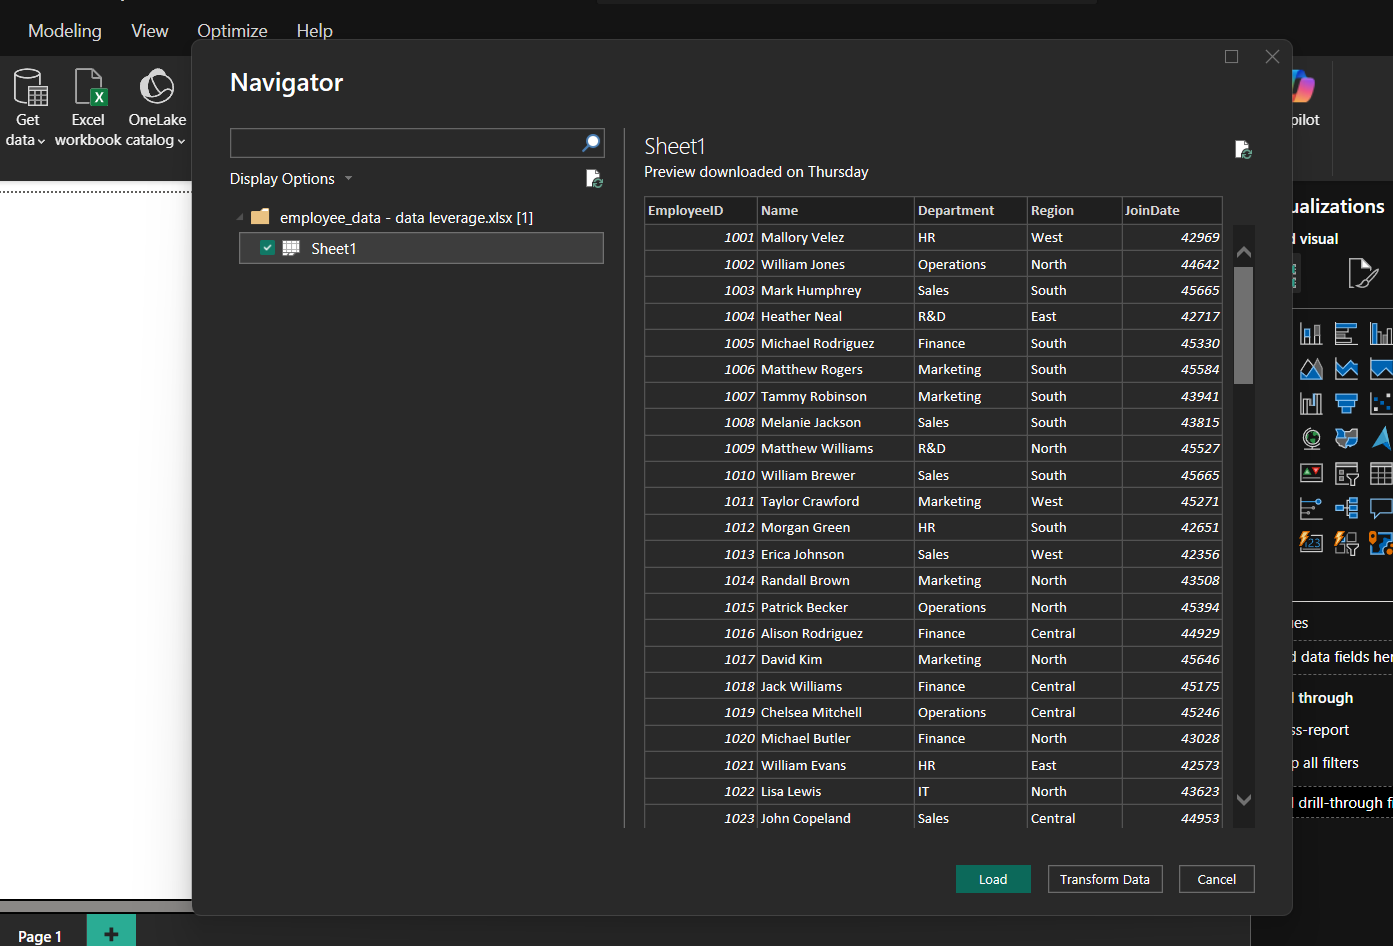 Modeling View Optimize Help
Get data
Excel workbook
OneLake catalog
pilot
Navigator
Display Options
employee_data - data leverage.xlsx [1]
Sheet1
Sheet1
Preview downloaded on Thursday
EmployeeID Name Department Region JoinDate
1001 Mallory Velez HR West 42969
1002 William Jones Operations North 44642
1003 Mark Humphrey Sales South 45665
1004 Heather Neal R&D East 42717
1005 Michael Rodriguez Finance South 45330
1006 Matthew Rogers Marketing South 45584
1007 Tammy Robinson Marketing South 43941
1008 Melanie Jackson Sales South 43815
1009 Matthew Williams R&D North 45527
1010 William Brewer Sales South 45665
1011 Taylor Crawford Marketing West 45271
1012 Morgan Green HR South 42651
1013 Erica Johnson Sales West 42356
1014 Randall Brown Marketing North 43508
1015 Patrick Becker Operations North 45394
1016 Alison Rodriguez Finance Central 44929
1017 David Kim Marketing North 45646
1018 Jack Williams Finance Central 45175
1019 Chelsea Mitchell Operations Central 45246
1020 Michael Butler Finance North 43028
1021 William Evans HR East 42573
1022 Lisa Lewis IT North 43623
1023 John Copeland Sales Central 44953
Load Transform Data Cancel
ualizations
d visual
es
d data fields her
l through
ss-report
p all filters
l drill-through fi
Page 1